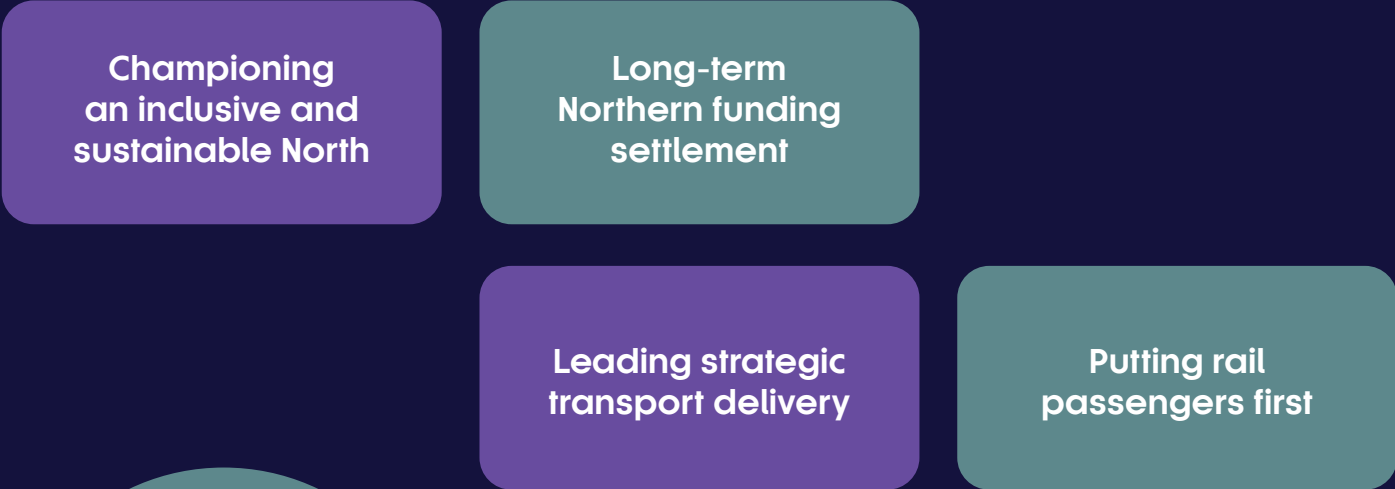 Championing
an inclusive and
sustainable North
Long-term
Northern funding
settlement
Leading strategic
transport delivery
Putting rail
passengers first